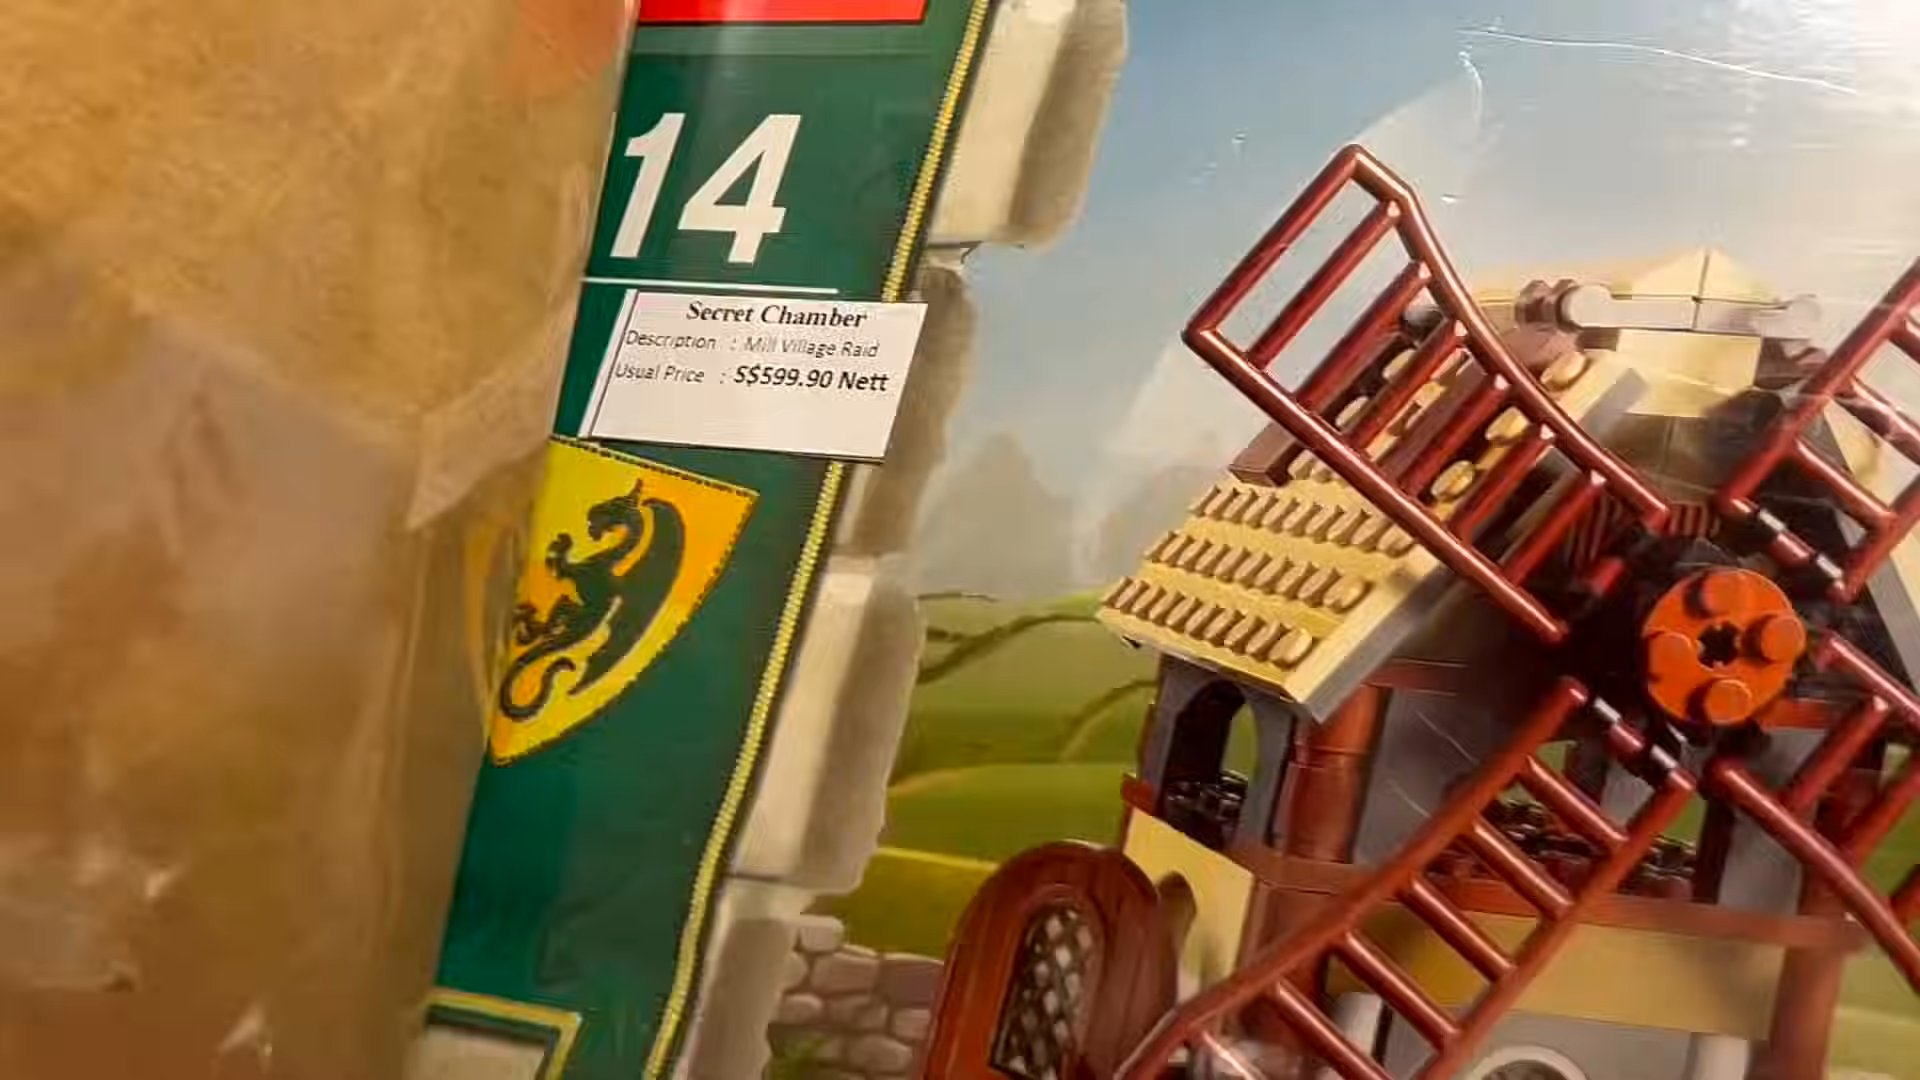 14
Secret Chamber
Description : Mill Village Raid
Usual Price : S$599.90 Nett